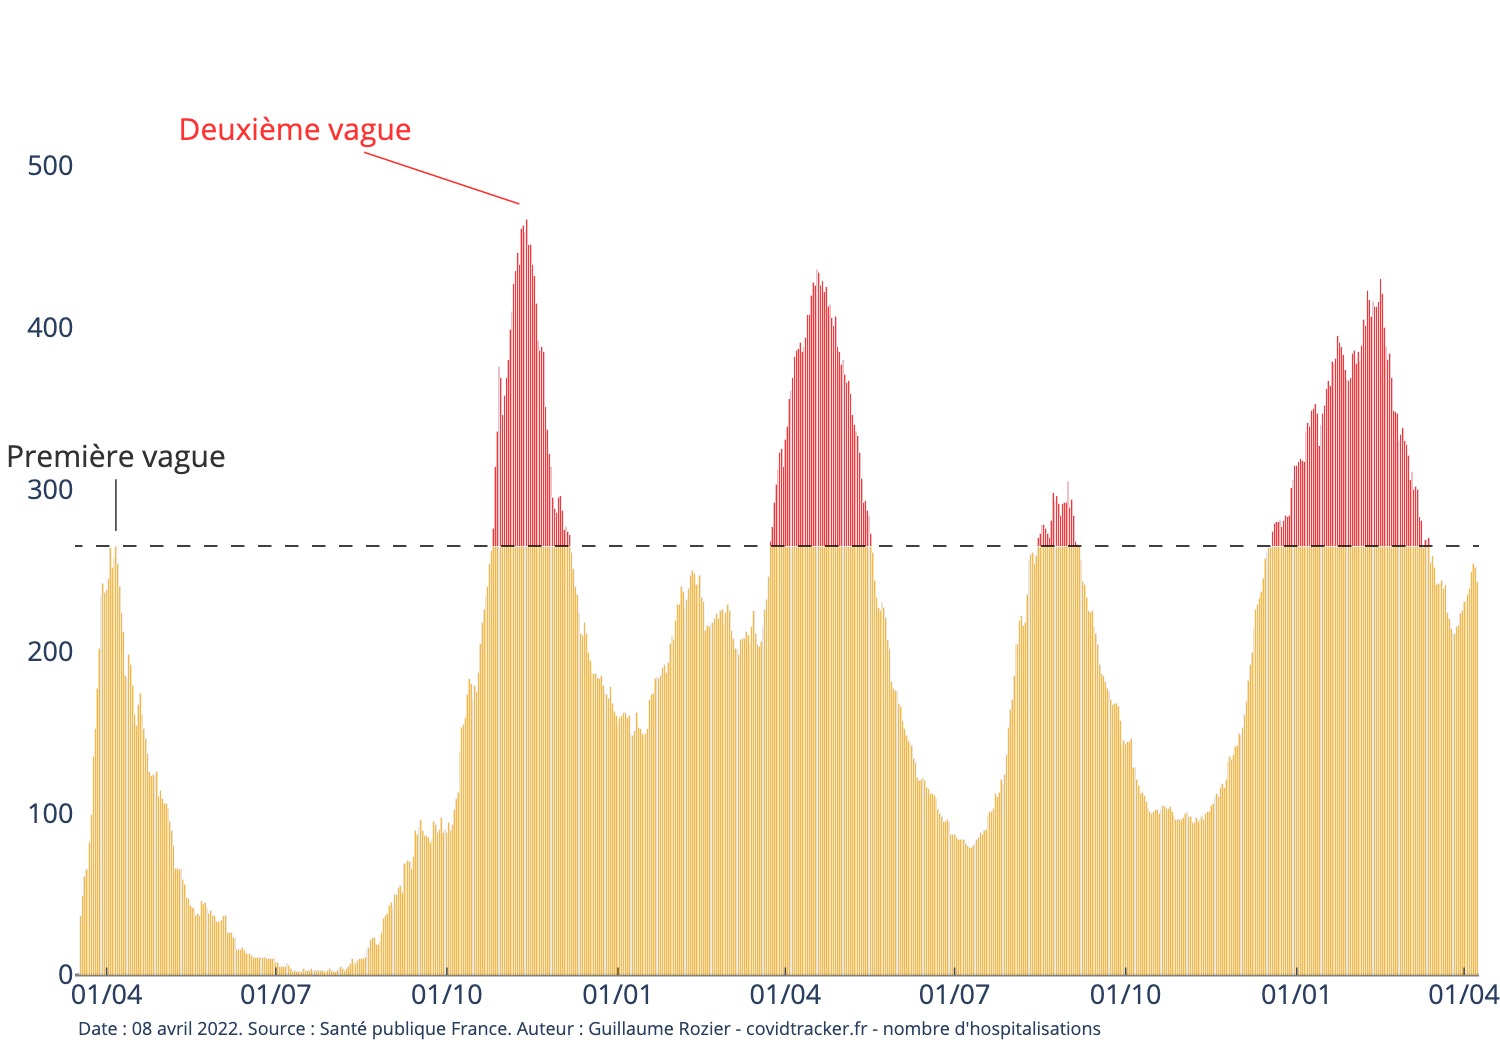 Deuxième vague
500
400
Première vague
300
200
100
0
01/04 01/07 01/10 01/01 01/04 01/07 01/10 01/01 01/04
Date : 08 avril 2022. Source : Santé publique France. Auteur : Guillaume Rozier - covidtracker.fr - nombre d'hospitalisations